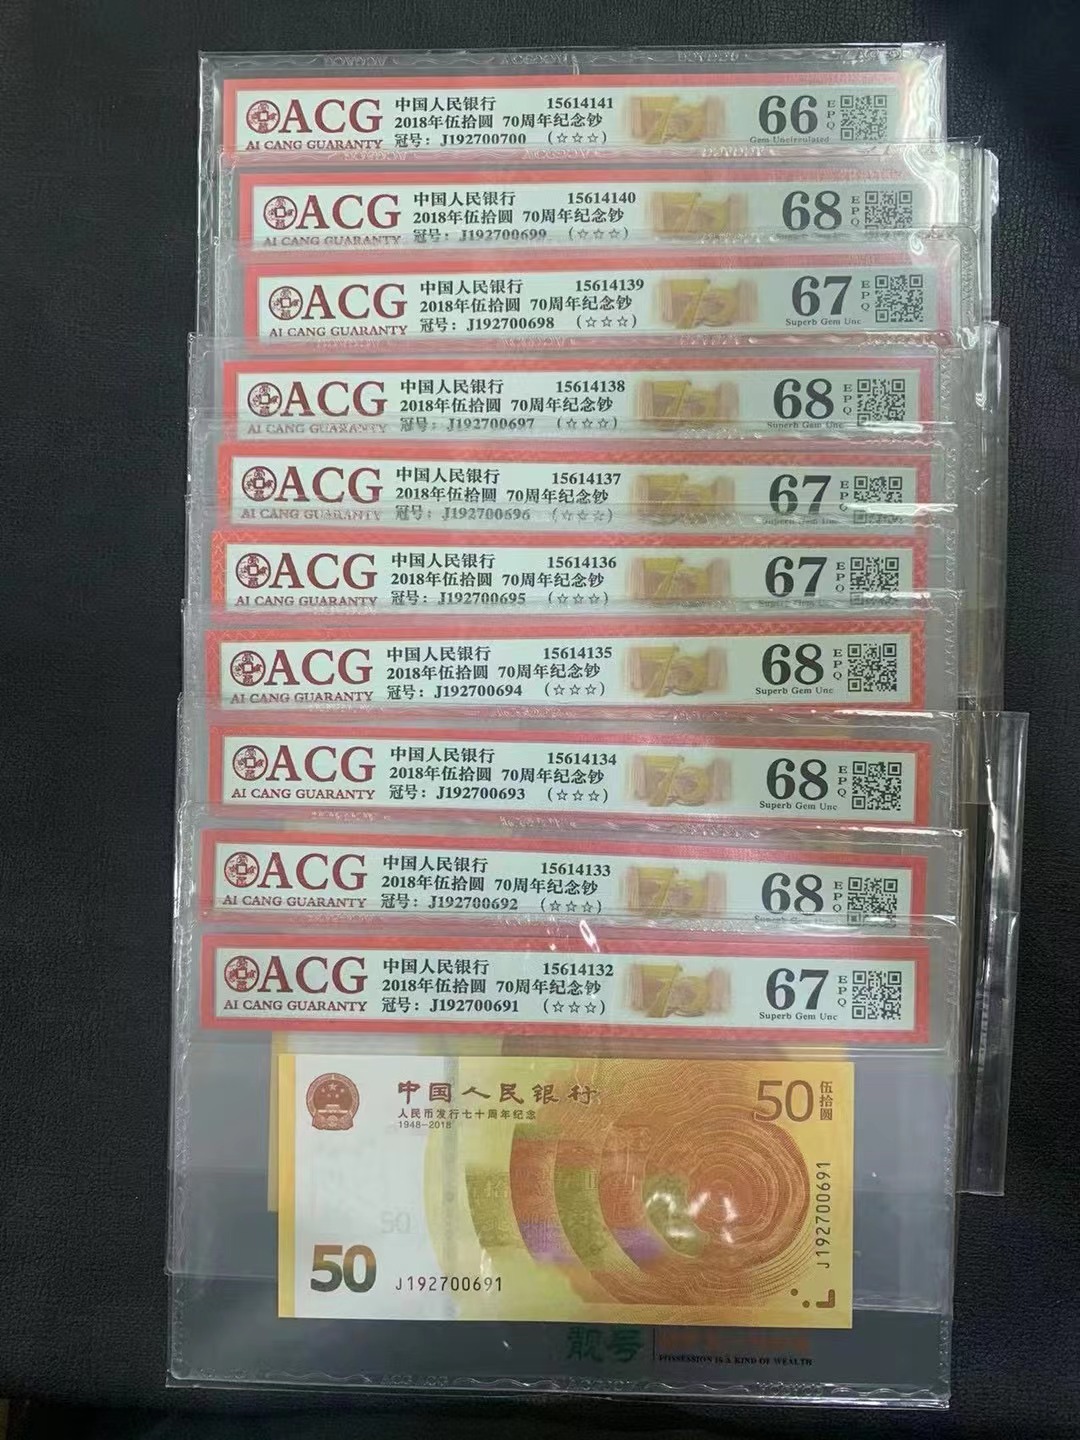 ACG
AI CANG GUARANTY
中国人民银行 15614141
2018年伍拾圆 70周年纪念钞
冠号: J192700700 (☆☆☆)
66 EPQ
Gem Uncirculated
ACG
AI CANG GUARANTY
中国人民银行 15614140
2018年伍拾圆 70周年纪念钞
冠号: J192700699 (☆☆☆)
68 EPQ
Superb Gem Unc
ACG
AI CANG GUARANTY
中国人民银行 15614139
2018年伍拾圆 70周年纪念钞
冠号: J192700698 (☆☆☆)
67 EPQ
Superb Gem Unc
ACG
AI CANG GUARANTY
中国人民银行 15614138
2018年伍拾圆 70周年纪念钞
冠号: J192700697 (☆☆☆)
68 EPQ
Superb Gem Unc
ACG
AI CANG GUARANTY
中国人民银行 15614137
2018年伍拾圆 70周年纪念钞
冠号: J192700696 (☆☆☆)
67 EPQ
Superb Gem Unc
ACG
AI CANG GUARANTY
中国人民银行 15614136
2018年伍拾圆 70周年纪念钞
冠号: J192700695 (☆☆☆)
67 EPQ
Superb Gem Unc
ACG
AI CANG GUARANTY
中国人民银行 15614135
2018年伍拾圆 70周年纪念钞
冠号: J192700694 (☆☆☆)
68 EPQ
Superb Gem Unc
ACG
AI CANG GUARANTY
中国人民银行 15614134
2018年伍拾圆 70周年纪念钞
冠号: J192700693 (☆☆☆)
68 EPQ
Superb Gem Unc
ACG
AI CANG GUARANTY
中国人民银行 15614133
2018年伍拾圆 70周年纪念钞
冠号: J192700692 (☆☆☆)
68 EPQ
Superb Gem Unc
ACG
AI CANG GUARANTY
中国人民银行 15614132
2018年伍拾圆 70周年纪念钞
冠号: J192700691 (☆☆☆)
67 EPQ
Superb Gem Unc
中国人民银行
人民币发行七十周年纪念
1948-2018
50 伍拾圆
J192700691
50
50 J192700691
靓号
POSSESSION IS A KIND OF WEALTH